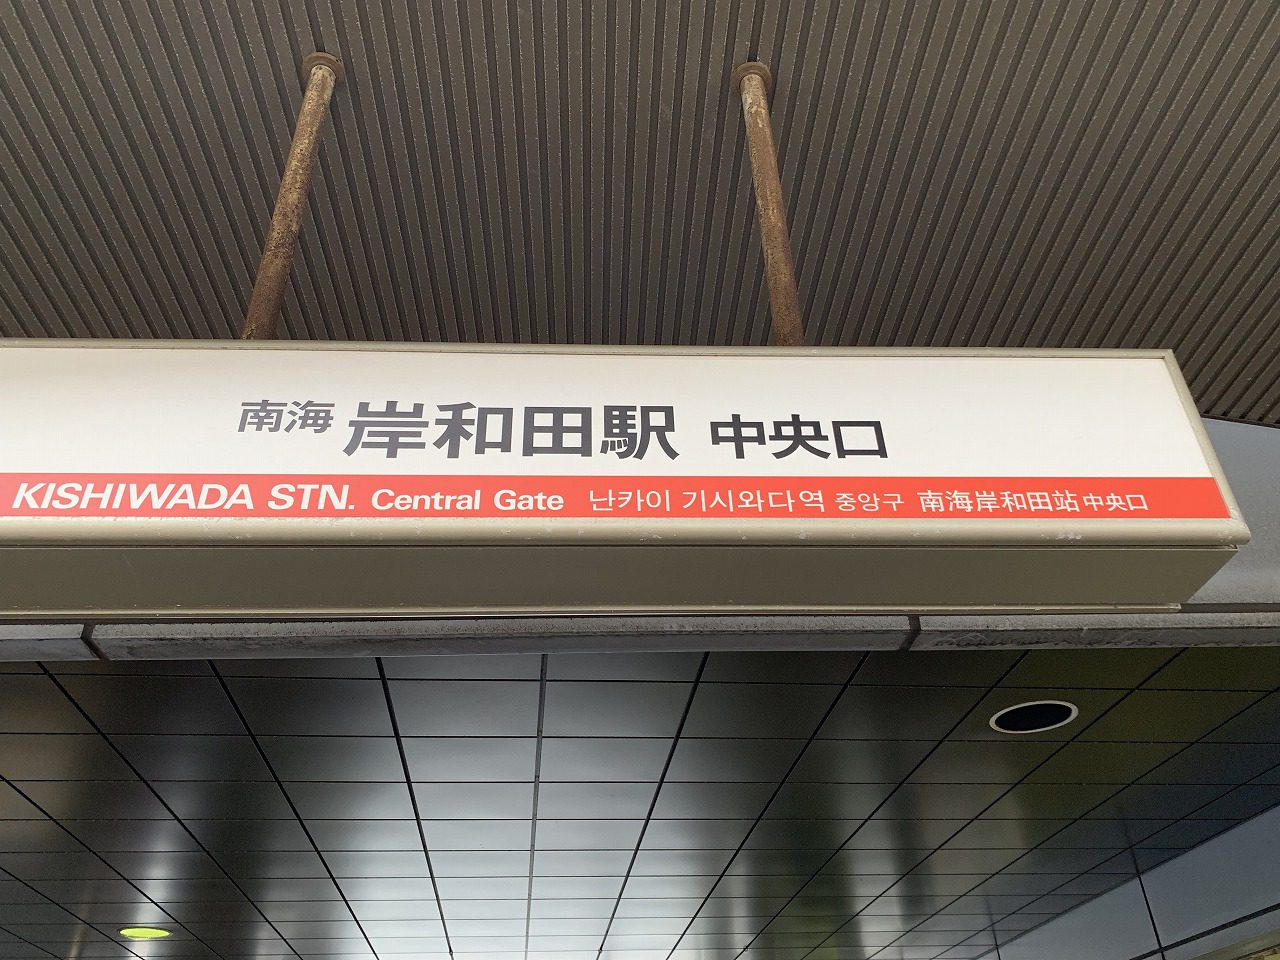 南海 岸和田駅 中央口
KISHIWADA STN. Central Gate 난카이 기시와다역 중앙구 南海岸和田站 中央口